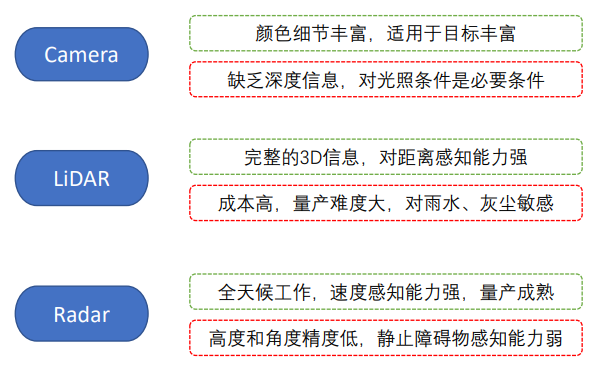 Camera
颜色细节丰富，适用于目标丰富
缺乏深度信息，对光照条件是必要条件
LiDAR
完整的3D信息，对距离感知能力强
成本高，量产难度大，对雨水、灰尘敏感
Radar
全天候工作，速度感知能力强，量产成熟
高度和角度精度低，静止障碍物感知能力弱